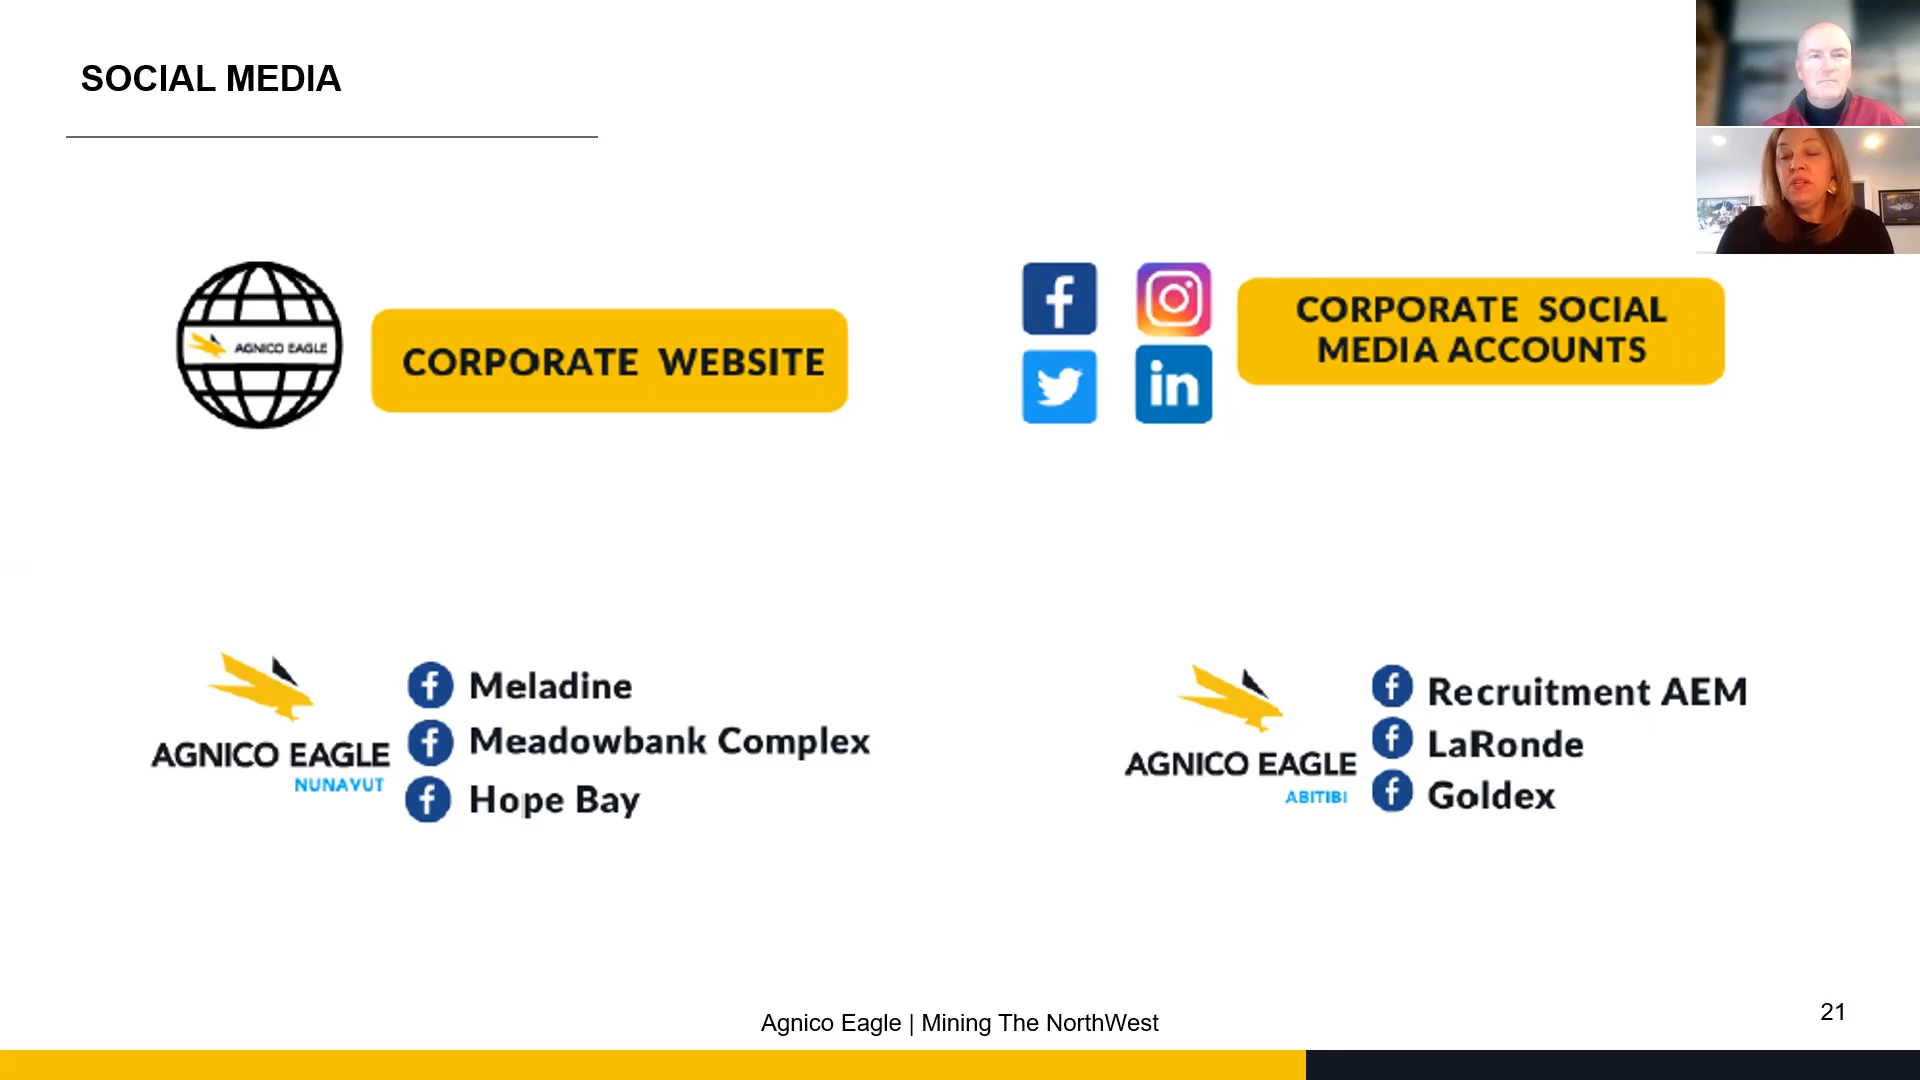 SOCIAL MEDIA
AGNICO EAGLE
CORPORATE WEBSITE
CORPORATE SOCIAL
MEDIA ACCOUNTS
AGNICO EAGLE
NUNAVUT
Meladine
Meadowbank Complex
Hope Bay
AGNICO EAGLE
ABITIBI
Recruitment AEM
LaRonde
Goldex
Agnico Eagle | Mining The NorthWest
21